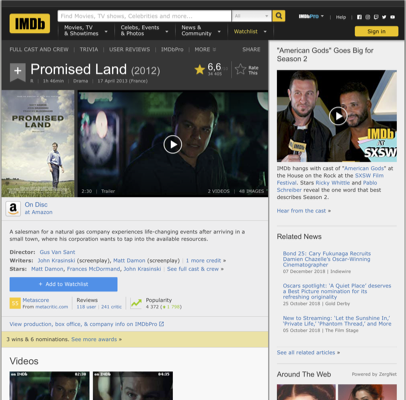 IMDb
Find Movies, TV shows, Celebrities and more...
All
IMDbPro
Help
Movies, TV
& Showtimes
Celebs, Events
& Photos
News &
Community
Watchlist
Sign in
FULL CAST AND CREW | TRIVIA | USER REVIEWS | IMDbPro | MORE
SHARE
Promised Land (2012)
R | 1h 46min | Drama | 17 April 2013 (France)
6,6
Rate
This
PROMISED
LAND
2:30 | Trailer
2 VIDEOS | 48 IMAGES
On Disc
at Amazon
A salesman for a natural gas company experiences life-changing events after arriving in a
small town, where his corporation wants to tap into the available resources.
Director: Gus Van Sant
Writers: John Krasinski (screenplay), Matt Damon (screenplay) | 1 more credit »
Stars: Matt Damon, Frances McDormand, John Krasinski | See full cast & crew »
+ Add to Watchlist
Metascore
From metacritic.com
Reviews
118 user | 241 critic
Popularity
View production, box office, & company info on IMDbPro
3 wins & 6 nominations. See more awards »
Videos
"American Gods" Goes Big for
Season 2
IMDb
at
SXSW
IMDb hangs with cast of "American Gods" at
the House on the Rock at the SXSW Film
Festival. Stars Ricky Whittle and Pablo
Schreiber reveal the one word that best
describes Season 2.
Hear from the cast »
Related News
Bond 25: Cary Fukunaga Recruits
Damien Chazelle's Oscar-Winning
Cinematographer
07 December 2018 | Indiewire
Oscars spotlight: 'A Quiet Place' deserves
a Best Picture nomination for its
refreshing originality
25 October 2018 | Gold Derby
New to Streaming: 'Let the Sunshine In,'
'Private Life,' 'Phantom Thread,' and More
05 October 2018 | The Film Stage
See all related articles »
Around The Web
Powered by ZergNet